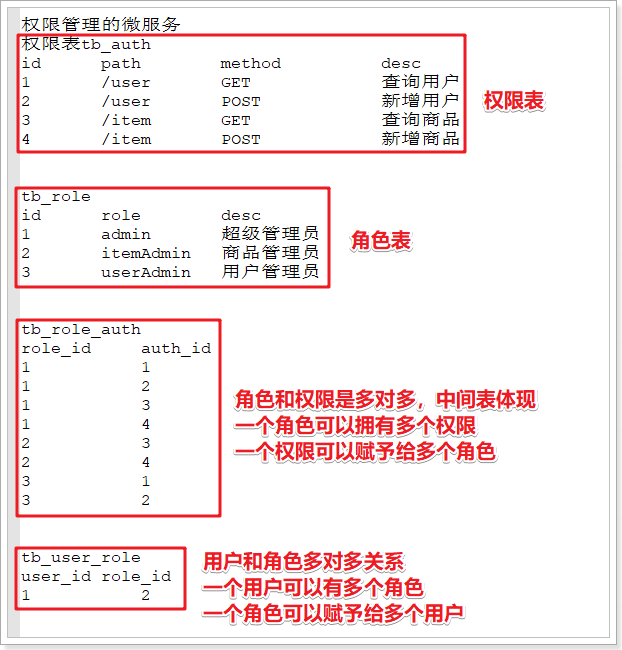 权限管理的微服务
权限表tb_auth
id path method desc
1 /user GET 查询用户
2 /user POST 新增用户
3 /item GET 查询商品
4 /item POST 新增商品
权限表
tb_role
id role desc
1 admin 超级管理员
2 itemAdmin 商品管理员
3 userAdmin 用户管理员
角色表
tb_role_auth
role_id auth_id
1 1
1 2
1 3
1 4
2 3
2 4
3 1
3 2
角色和权限是多对多，中间表体现
一个角色可以拥有多个权限
一个权限可以赋予给多个角色
tb_user_role
user_id role_id
1 2
用户和角色多对多关系
一个用户可以有多个角色
一个角色可以赋予给多个用户